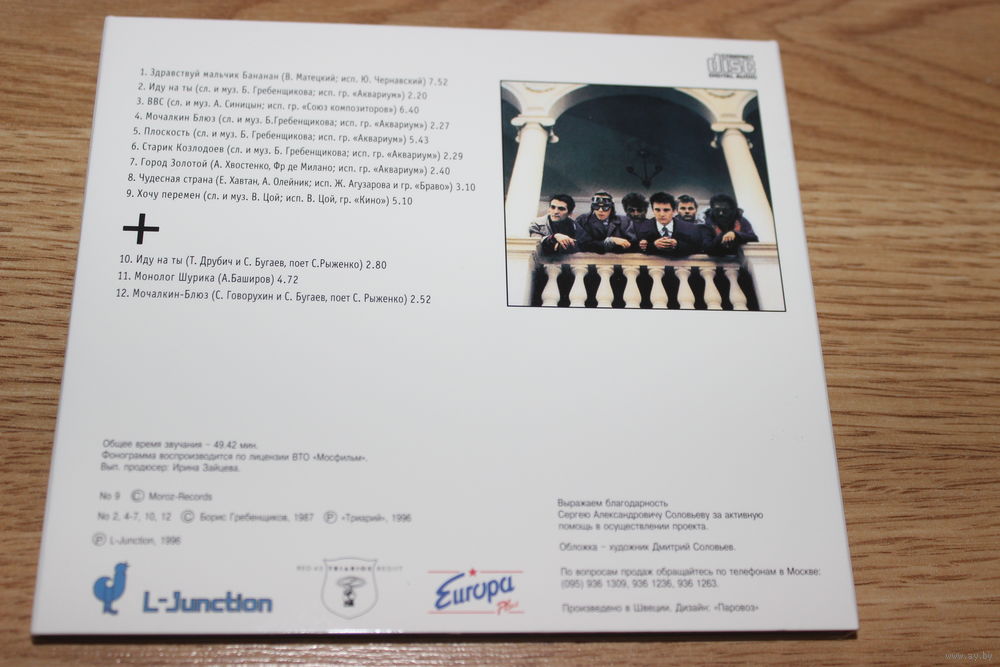 disc
DIGITAL AUDIO
1. Здравствуй мальчик Бананан (В. Матецкий; исп. Ю. Чернавский) 7.52
2. Иду на ты (сл. и муз. Б. Гребенщикова; исп. гр. «Аквариум») 2.20
3. ВВС (сл. и муз. А. Синицын; исп. гр. «Союз композиторов») 6.40
4. Мочалкин Блюз (сл. и муз. Б.Гребенщикова; исп. гр. «Аквариум») 2.27
5. Плоскость (сл. и муз. Б. Гребенщикова; исп. гр. «Аквариум») 5.43
6. Старик Козлодоев (сл. и муз. Б. Гребенщикова; исп. гр. «Аквариум») 2.29
7. Город Золотой (А. Хвостенко, Фр де Милано; исп. гр. «Аквариум») 2.40
8. Чудесная страна (Е. Хавтан, А. Олейник; исп. Ж. Агузарова и гр. «Браво») 3.10
9. Хочу перемен (сл. и муз. В. Цой; исп. В. Цой, гр. «Кино») 5.10
+
10. Иду на ты (Т. Друбич и С. Бугаев, поет С.Рыженко) 2.80
11. Монолог Шурика (А.Баширов) 4.72
12. Мочалкин-Блюз (С. Говорухин и С. Бугаев, поет С. Рыженко) 2.52
Общее время звучания - 49.42 мин.
Фонограмма воспроизводится по лицензии ВТО «Мосфильм».
Вып. продюсер: Ирина Зайцева.
No 9 © Moroz-Records
No 2, 4-7, 10, 12 © Борис Гребенщиков, 1987 ℗ «Триарий», 1996
℗ L-Junction, 1996
L-Junction
TRIARIUS
Европа
Plus
Выражаем благодарность
Сергею Александровичу Соловьеву за активную
помощь в осуществлении проекта.
Обложка - художник Дмитрий Соловьев.
По вопросам продаж обращайтесь по телефонам в Москве:
(095) 936 1309, 936 1236, 936 1263.
Произведено в Швеции. Дизайн: «Паровоз»
www.ay.by